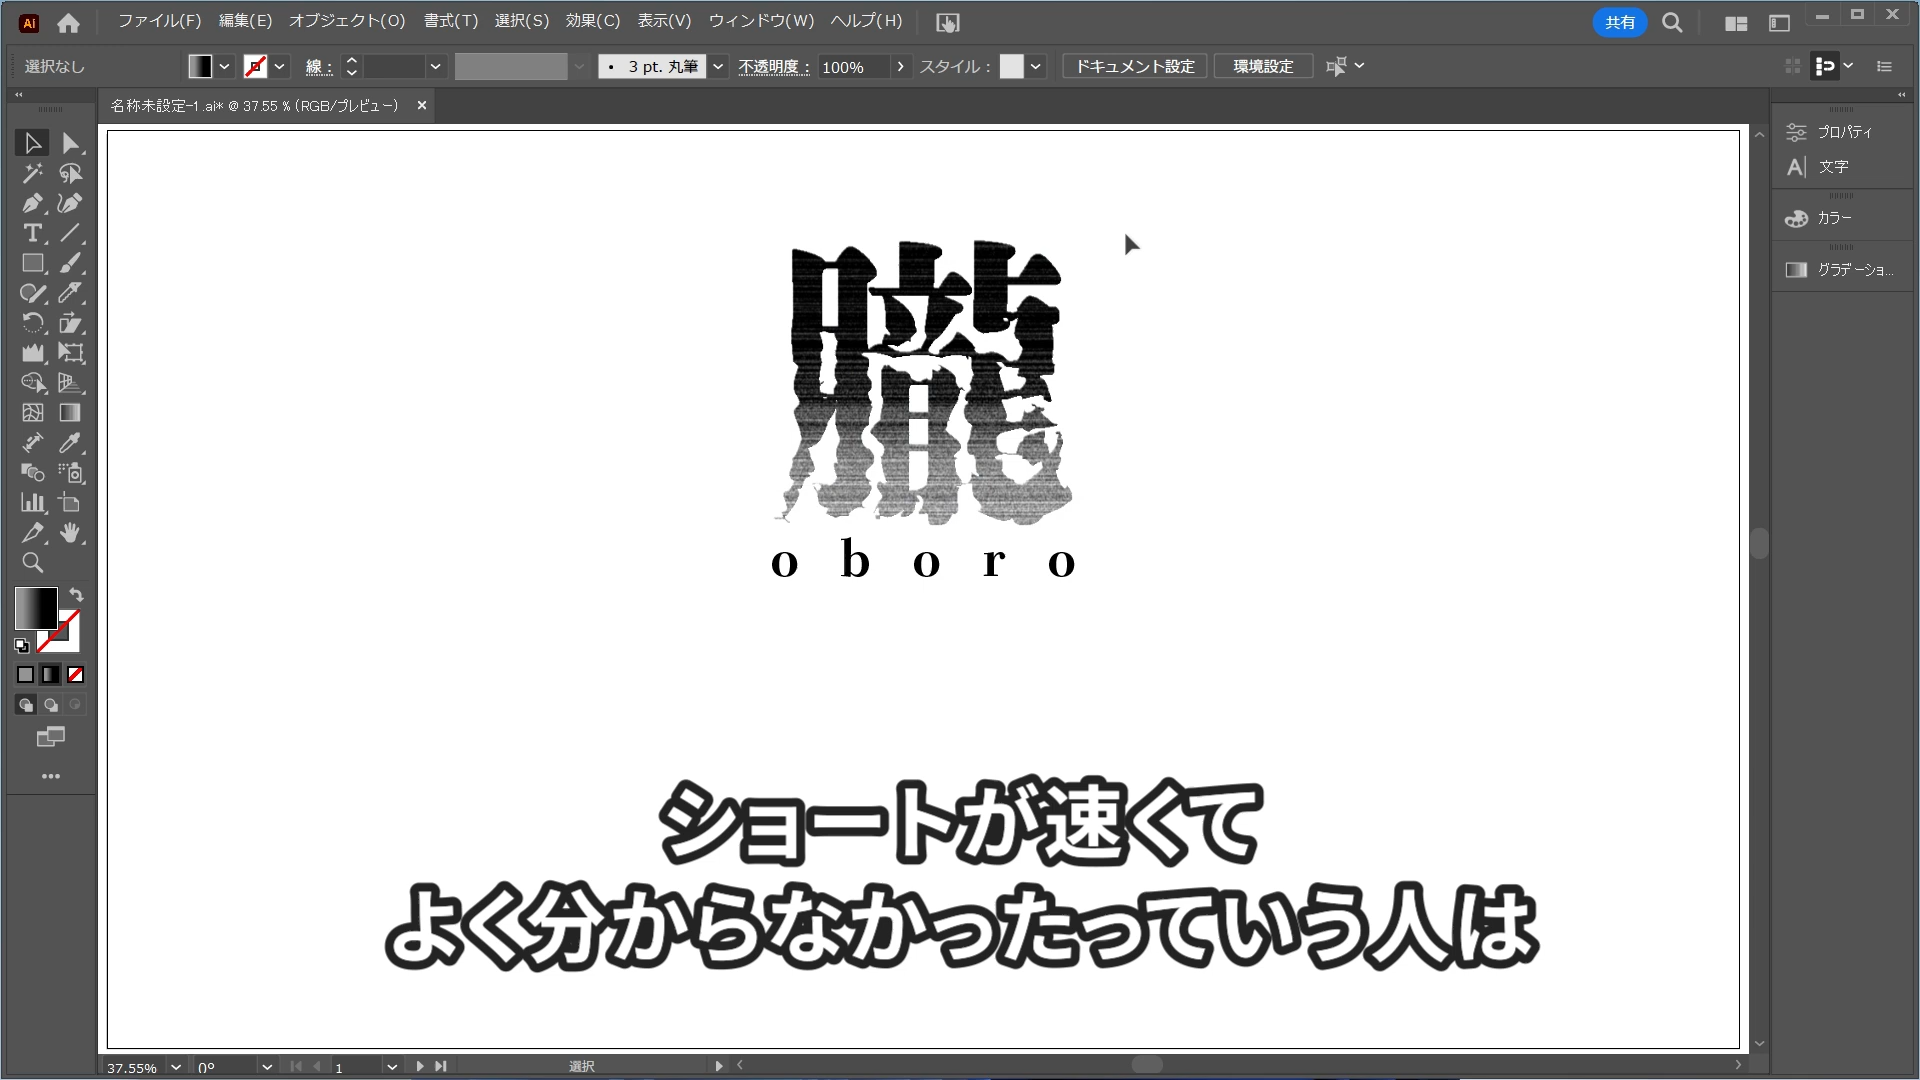 Ai ファイル(F) 編集(E) オブジェクト(O) 書式(T) 選択(S) 効果(C) 表示(V) ウィンドウ(W) ヘルプ(H) 共有
選択なし 線： 3 pt. 丸筆 不透明度： 100% スタイル： ドキュメント設定 環境設定
名称未設定-1.ai* @ 37.55 % (RGB/プレビュー)
プロパティ
文字
カラー
グラデーショ...
朧
oboro
ショートが速くて
よく分からなかったっていう人は
37.55% 0° 1 選択